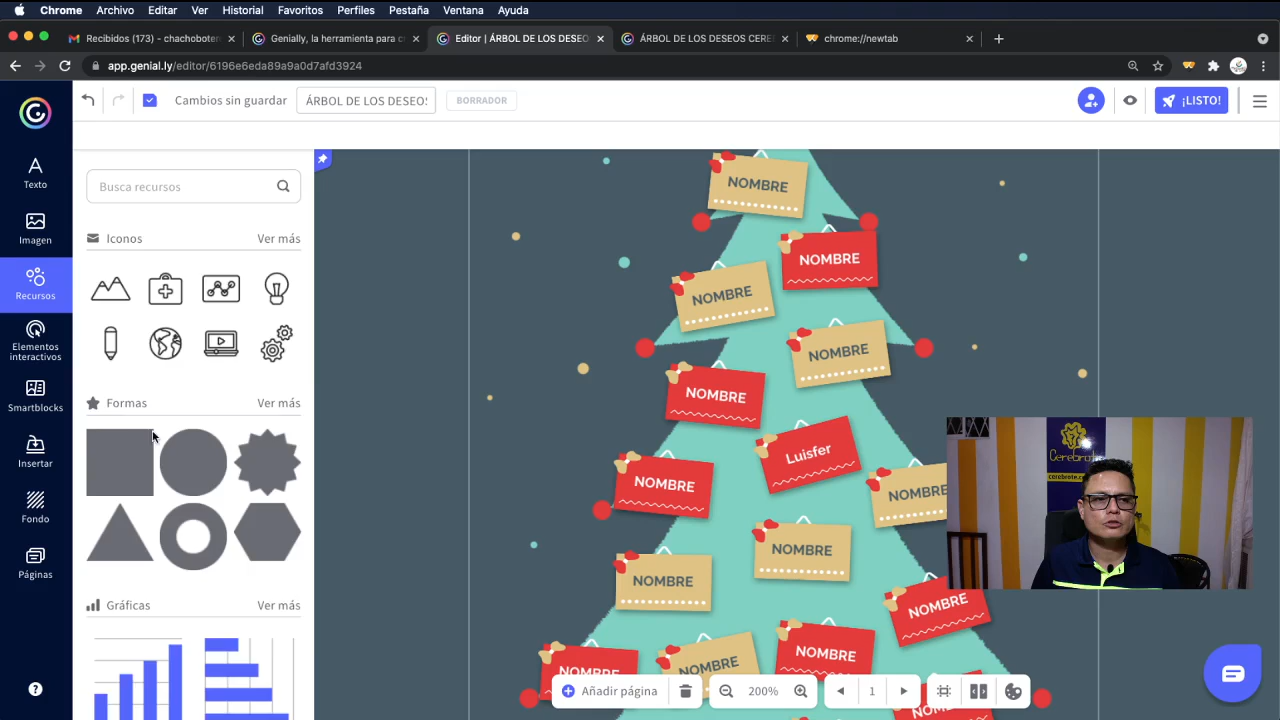 Chrome Archivo Editar Ver Historial Favoritos Perfiles Pestaña Ventana Ayuda
Recibidos (173) - chachoboter
Genially, la herramienta para c
Editor | ÁRBOL DE LOS DESEO
ÁRBOL DE LOS DESEOS CERE
chrome://newtab
app.genial.ly/editor/6196e6eda89a9a0d7afd3924
Cambios sin guardar
ÁRBOL DE LOS DESEOS
BORRADOR
¡LISTO!
Texto
Imagen
Recursos
Elementos
interactivos
Smartblocks
Insertar
Fondo
Páginas
Busca recursos
Iconos Ver más
Formas Ver más
Gráficas Ver más
NOMBRE
NOMBRE
NOMBRE
NOMBRE
NOMBRE
Luisfer
NOMBRE
NOMBRE
NOMBRE
NOMBRE
NOMBRE
NOMBRE
NOMBRE
NOMBRE
Cerebrote
cerebrote.com
Añadir página
200%
1